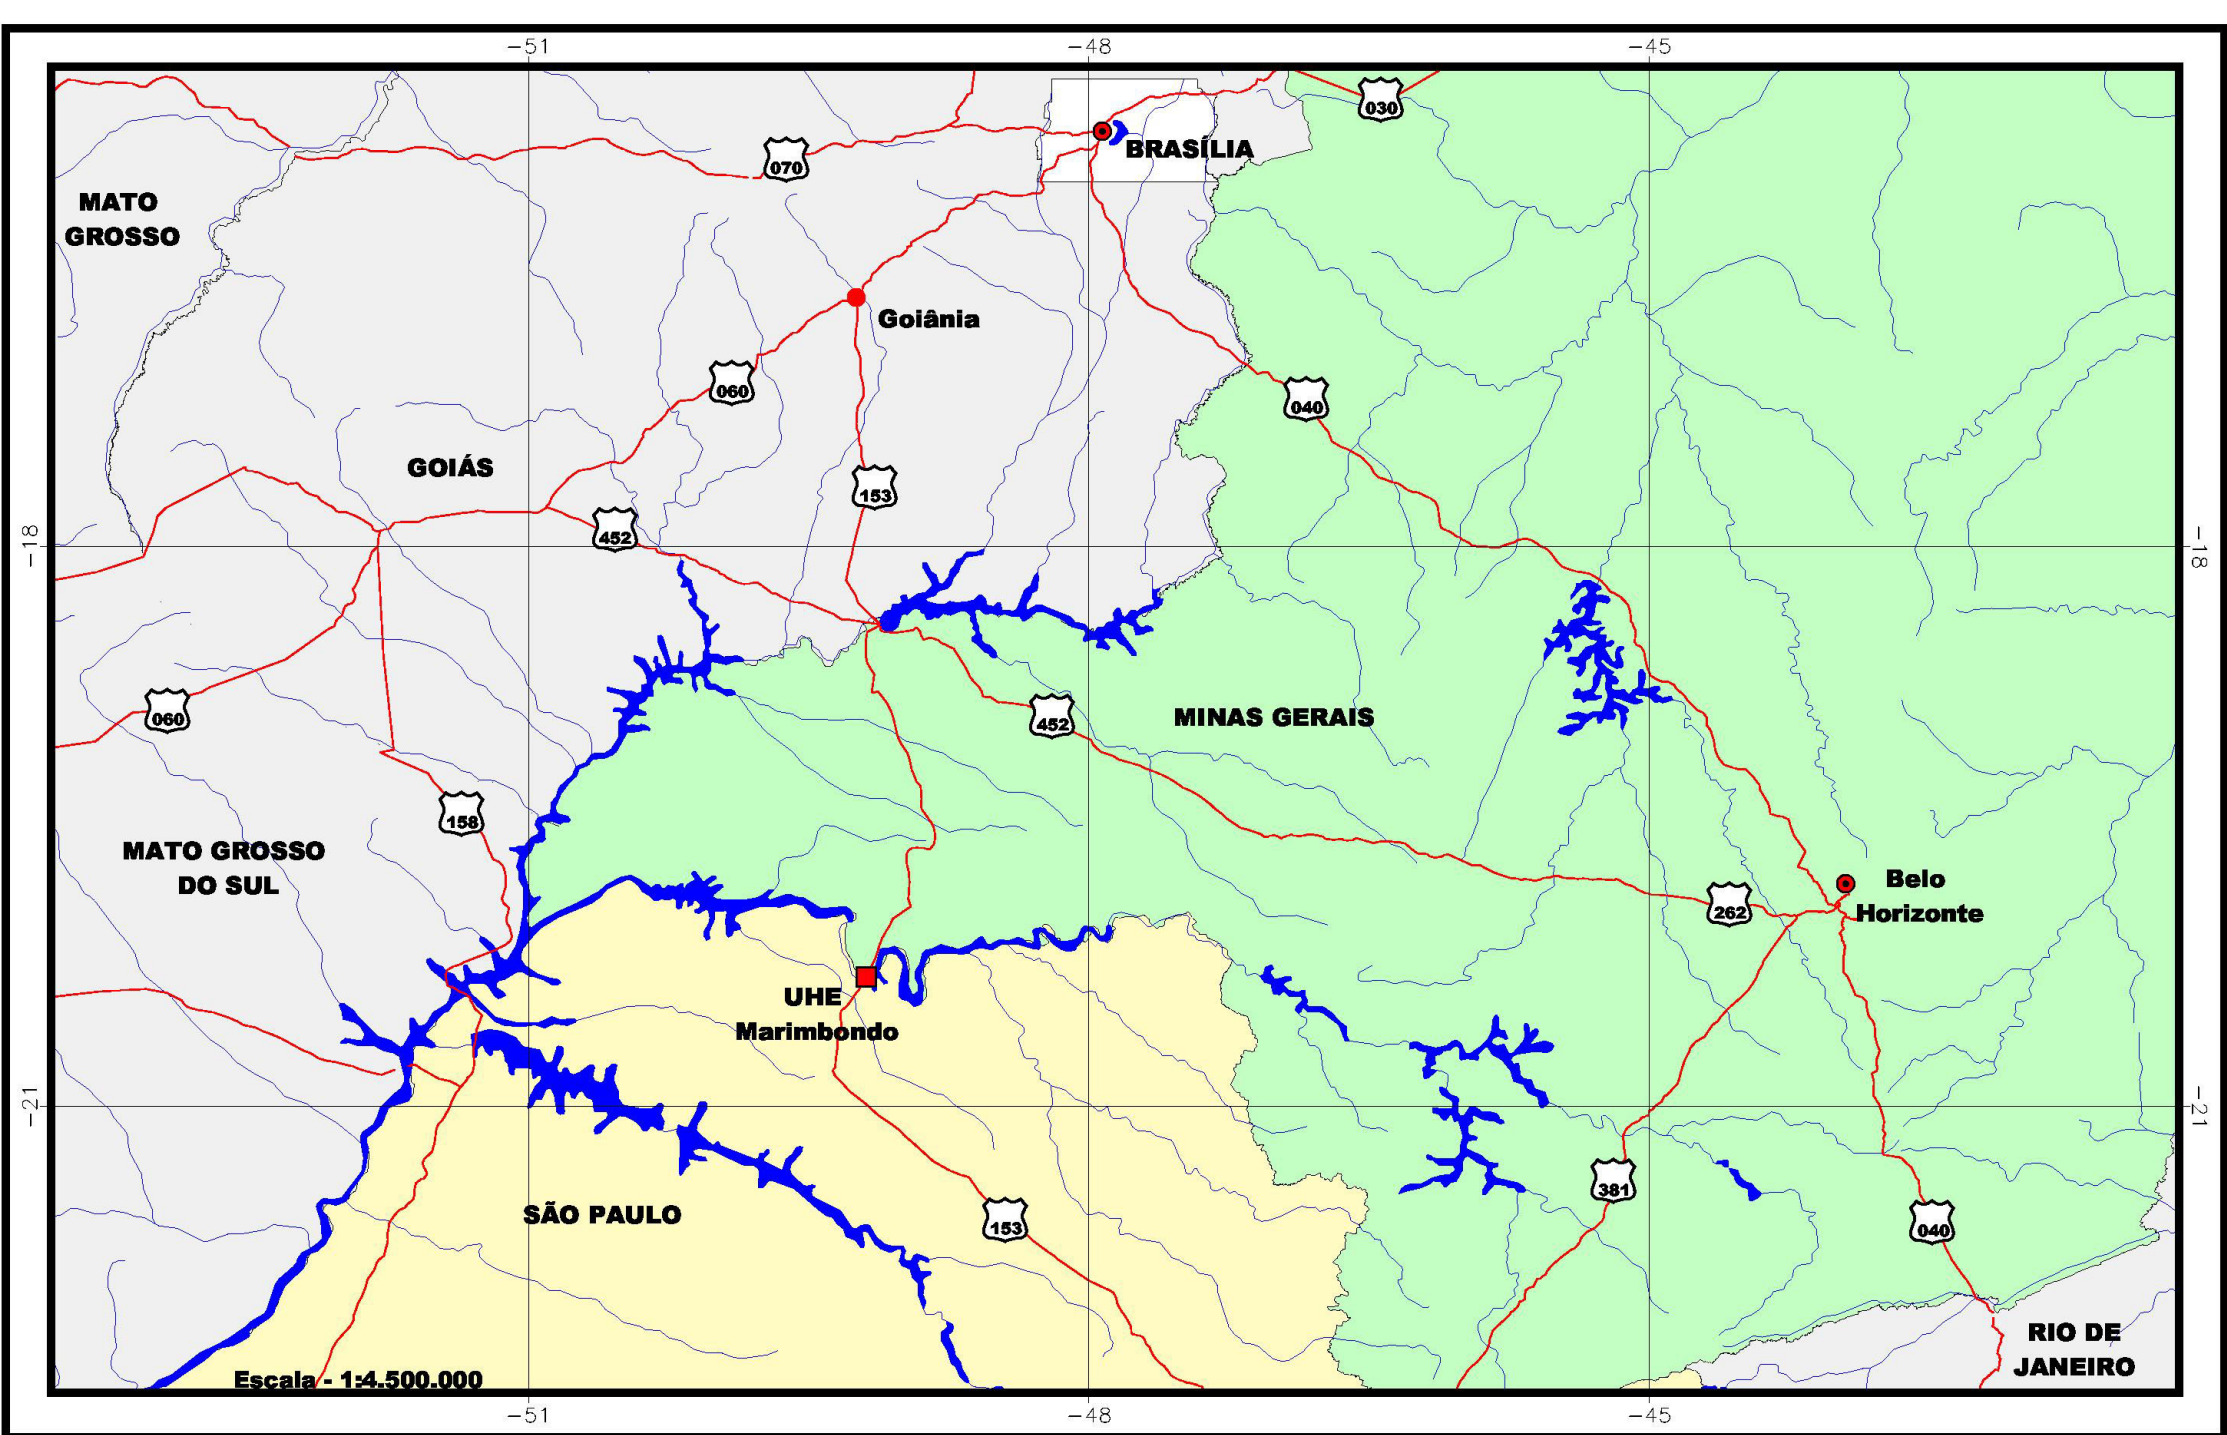 -51
-48
-45
030
BRASÍLIA
070
MATO
GROSSO
Goiânia
060
040
GOIÁS
153
452
-18
-18
060
452
MINAS GERAIS
158
MATO GROSSO
DO SUL
Belo
Horizonte
262
UHE
Marimbondo
-21
-21
381
SÃO PAULO
153
040
RIO DE
JANEIRO
Escala - 1:4.500.000
-51
-48
-45